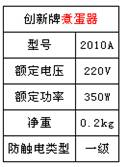 创新牌煮蛋器
型号 2010A
额定电压 220V
额定功率 350W
净重 0.2kg
防触电类型 一级